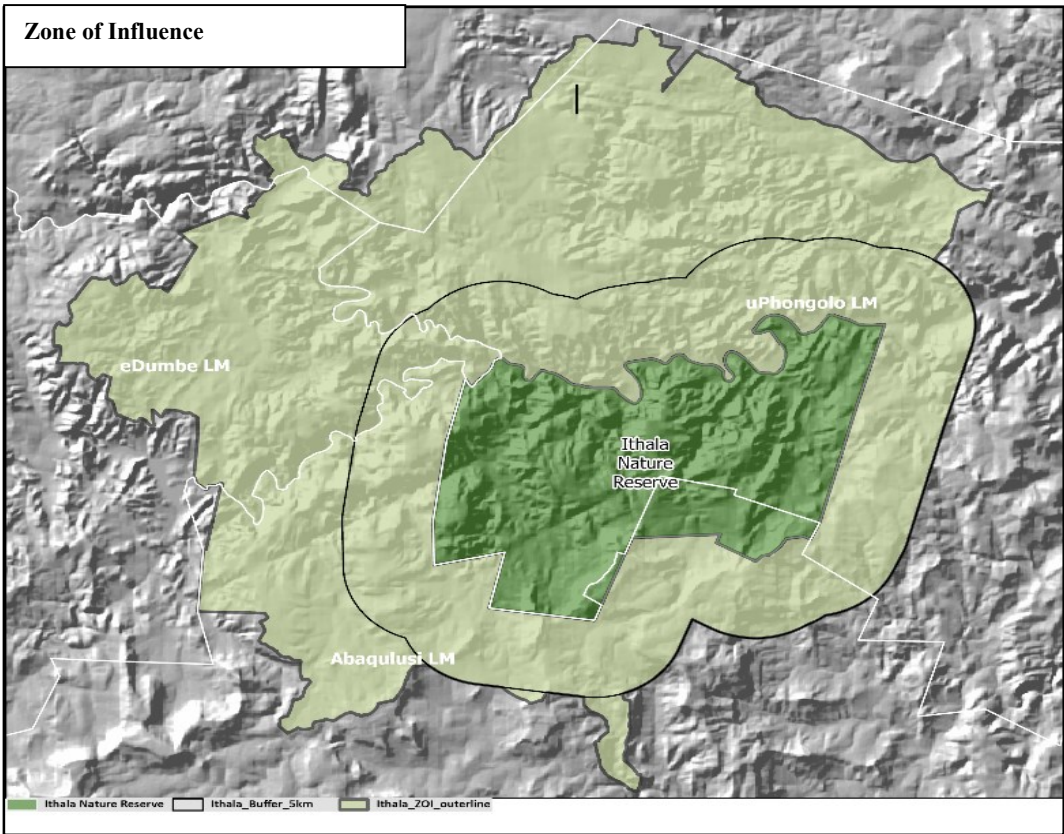 Zone of Influence
uPhongolo LM
eDumbe LM
Ithala
Nature
Reserve
Abaqulusi LM
Ithala Nature Reserve Ithala_Buffer_5km Ithala_ZOI_outerline